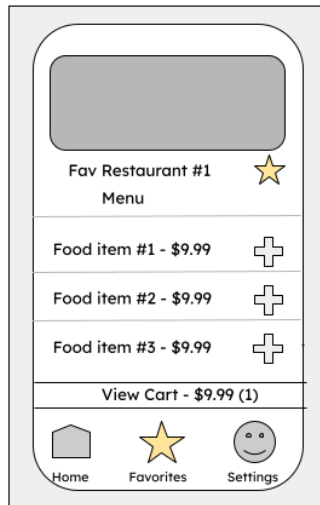 Fav Restaurant #1
Menu
Food item #1 - $9.99
Food item #2 - $9.99
Food item #3 - $9.99
View Cart - $9.99 (1)
Home Favorites Settings